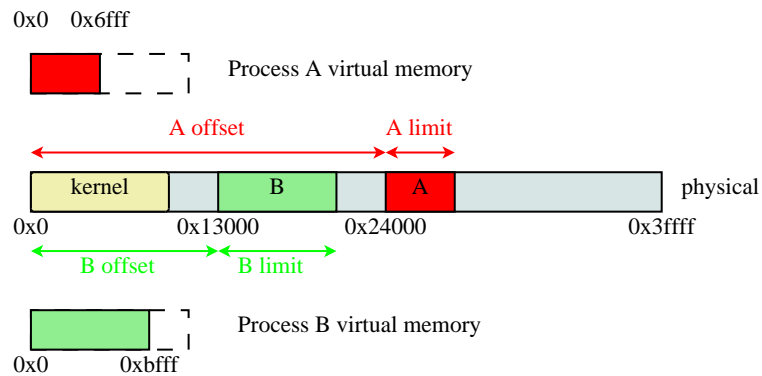 0x0 0x6fff
Process A virtual memory
A offset A limit
kernel B A physical
0x0 0x13000 0x24000 0x3ffff
B offset B limit
Process B virtual memory
0x0 0xbfff